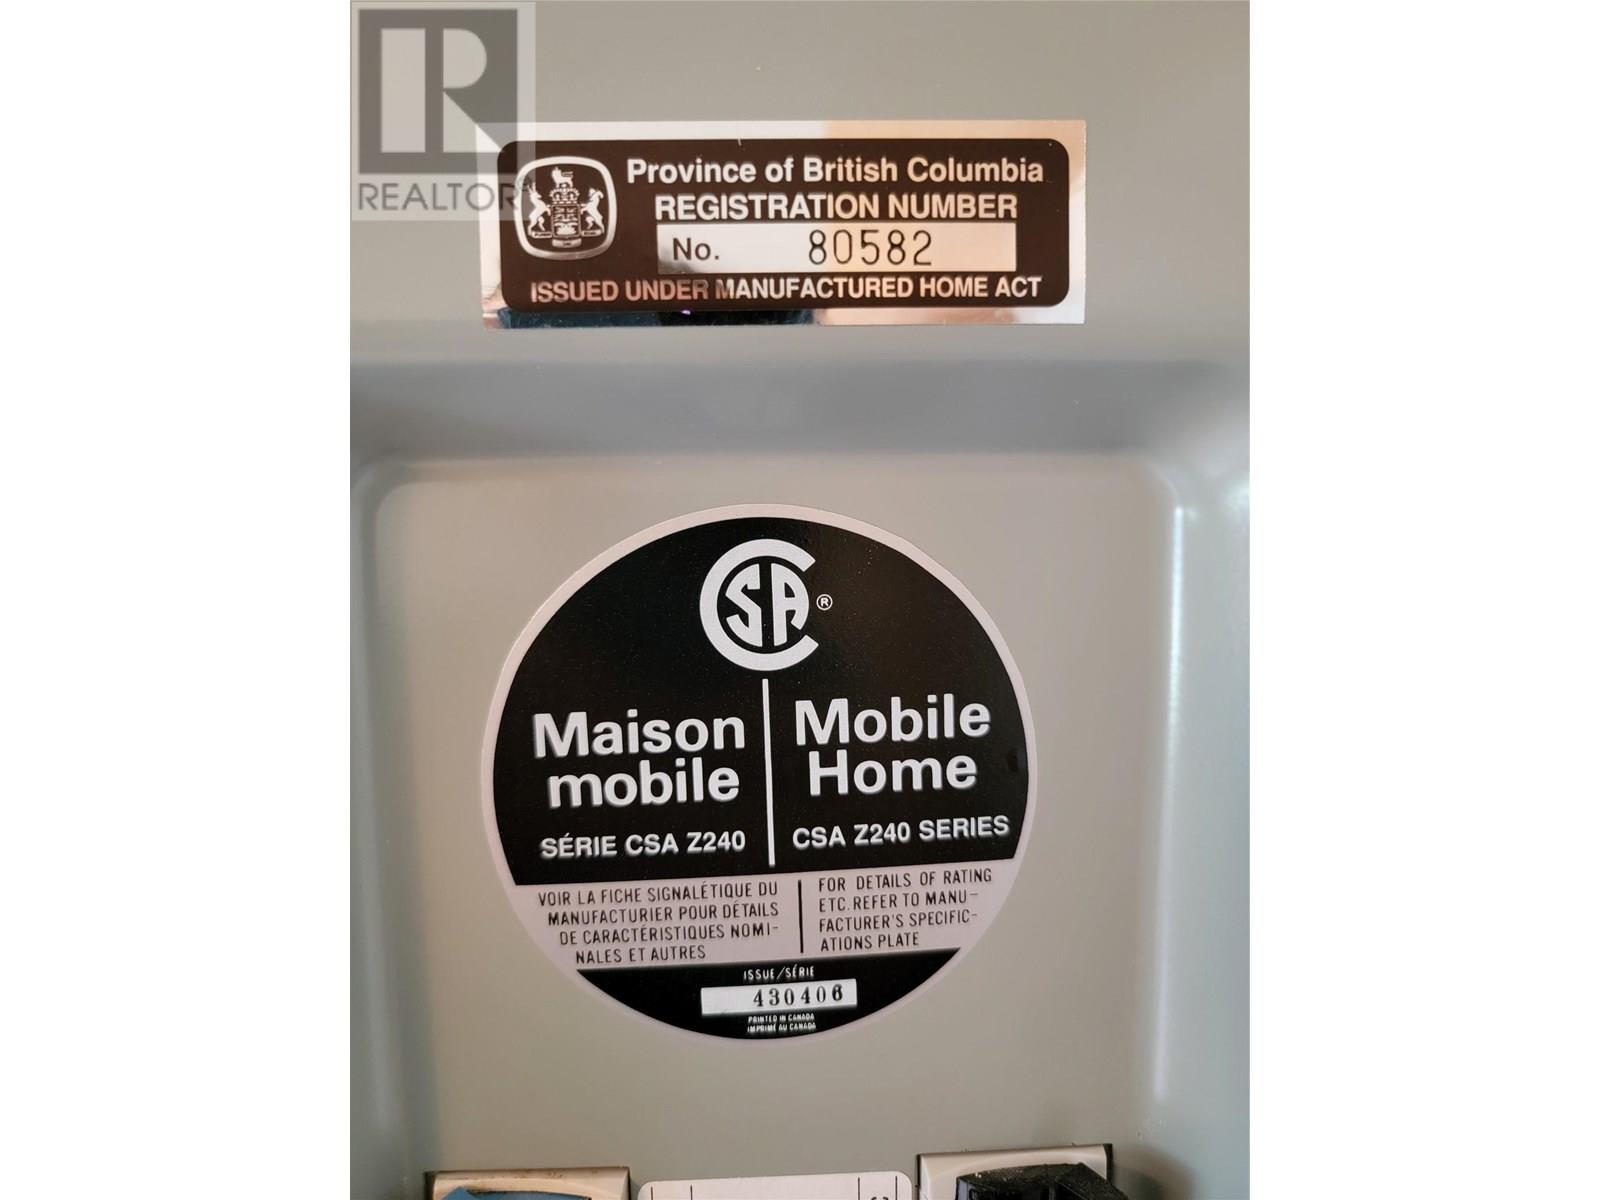 REALTOR®
Province of British Columbia
REGISTRATION NUMBER
No. 80582
ISSUED UNDER MANUFACTURED HOME ACT
CSA®
Maison
mobile
SÉRIE CSA Z240
Mobile
Home
CSA Z240 SERIES
VOIR LA FICHE SIGNALÉTIQUE DU
MANUFACTURIER POUR DÉTAILS
DE CARACTÉRISTIQUES NOMI-
NALES ET AUTRES
FOR DETAILS OF RATING
ETC. REFER TO MANU-
FACTURER'S SPECIFIC-
ATIONS PLATE
ISSUE/SÉRIE
430406
PRINTED IN CANADA
IMPRIMÉ AU CANADA